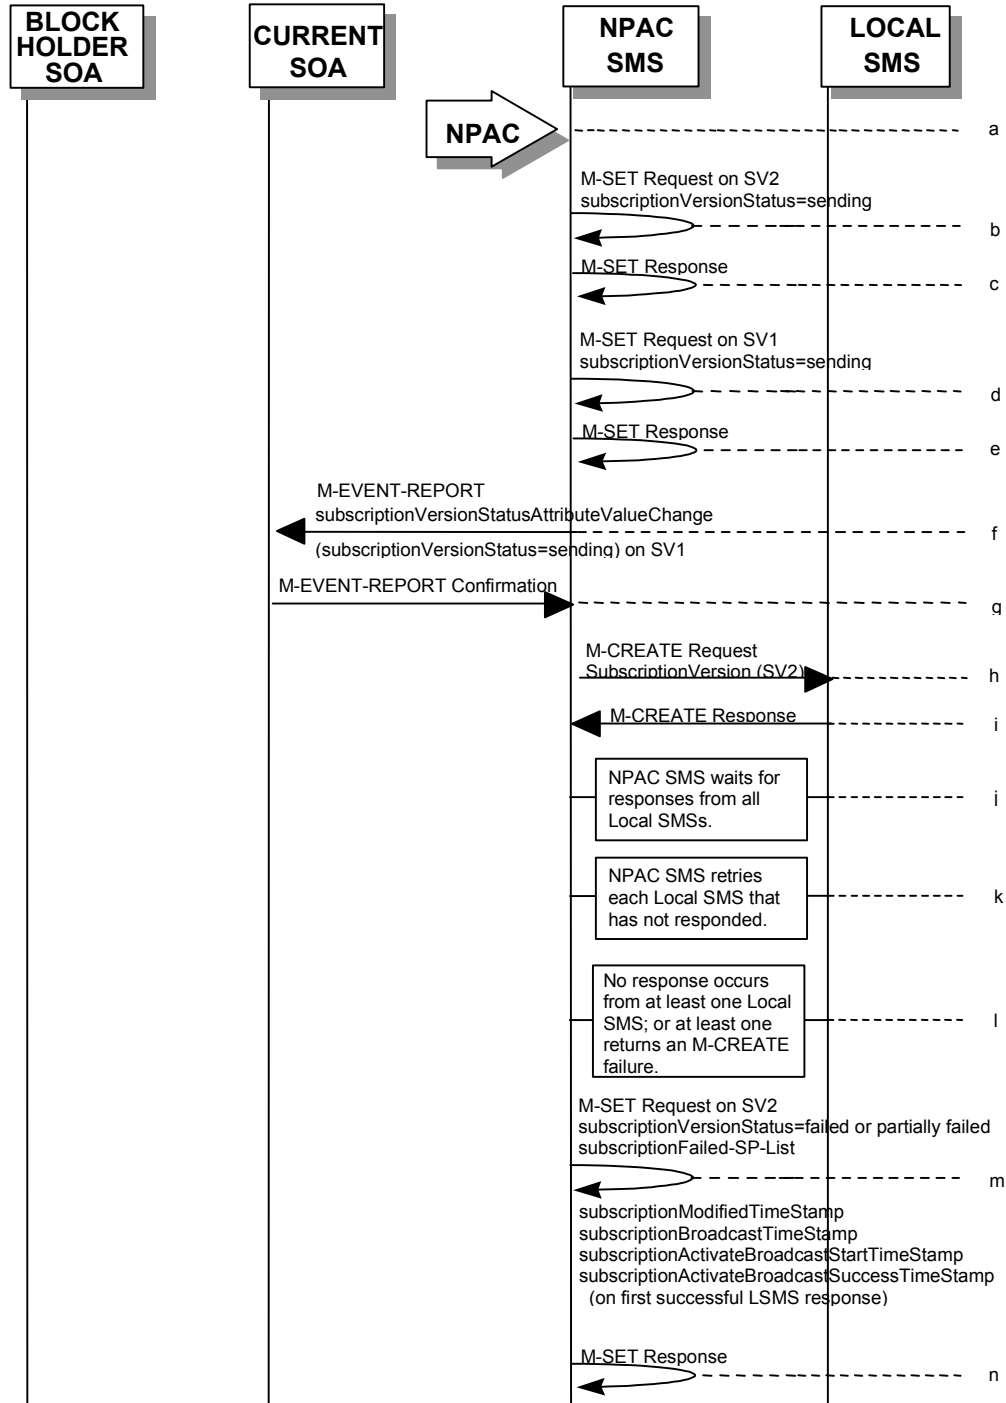 BLOCK
HOLDER
SOA
CURRENT
SOA
NPAC
SMS
LOCAL
SMS
NPAC
a
M-SET Request on SV2
subscriptionVersionStatus=sending
b
M-SET Response
c
M-SET Request on SV1
subscriptionVersionStatus=sending
d
M-SET Response
e
M-EVENT-REPORT
subscriptionVersionStatusAttributeValueChange
f
(subscriptionVersionStatus=sending) on SV1
M-EVENT-REPORT Confirmation
g
M-CREATE Request
SubscriptionVersion (SV2)
h
M-CREATE Response
i
NPAC SMS waits for
responses from all
Local SMSs.
j
NPAC SMS retries
each Local SMS that
has not responded.
k
No response occurs
from at least one Local
SMS; or at least one
returns an M-CREATE
failure.
l
M-SET Request on SV2
subscriptionVersionStatus=failed or partially failed
subscriptionFailed-SP-List
m
subscriptionModifiedTimeStamp
subscriptionBroadcastTimeStamp
subscriptionActivateBroadcastStartTimeStamp
subscriptionActivateBroadcastSuccessTimeStamp
(on first successful LSMS response)
M-SET Response
n